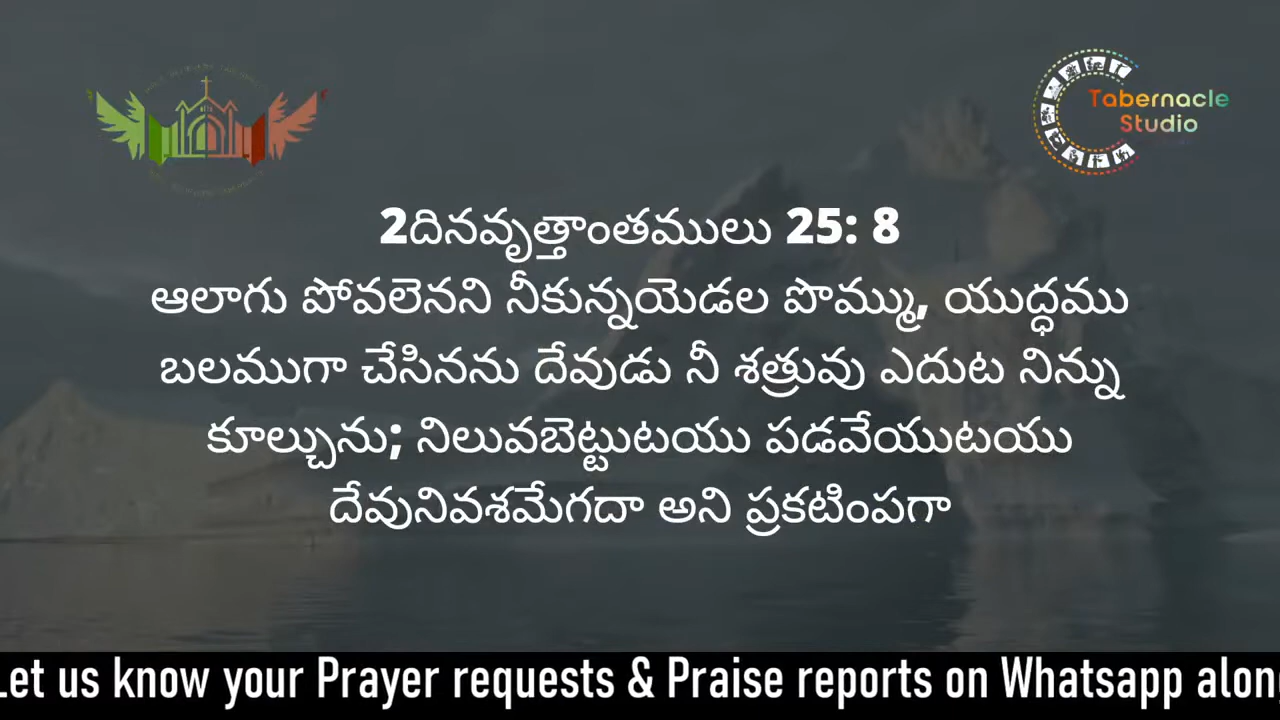 Tabernacle
Studio
2దినవృత్తాంతములు 25: 8
ఆలాగు పోవలెనని నీకున్నయెడల పొమ్ము, యుద్ధము
బలముగా చేసినను దేవుడు నీ శత్రువు ఎదుట నిన్ను
కూల్చును; నిలువబెట్టుటయు పడవేయుటయు
దేవునివశమేగదా అని ప్రకటింపగా
Let us know your Prayer requests & Praise reports on Whatsapp alon